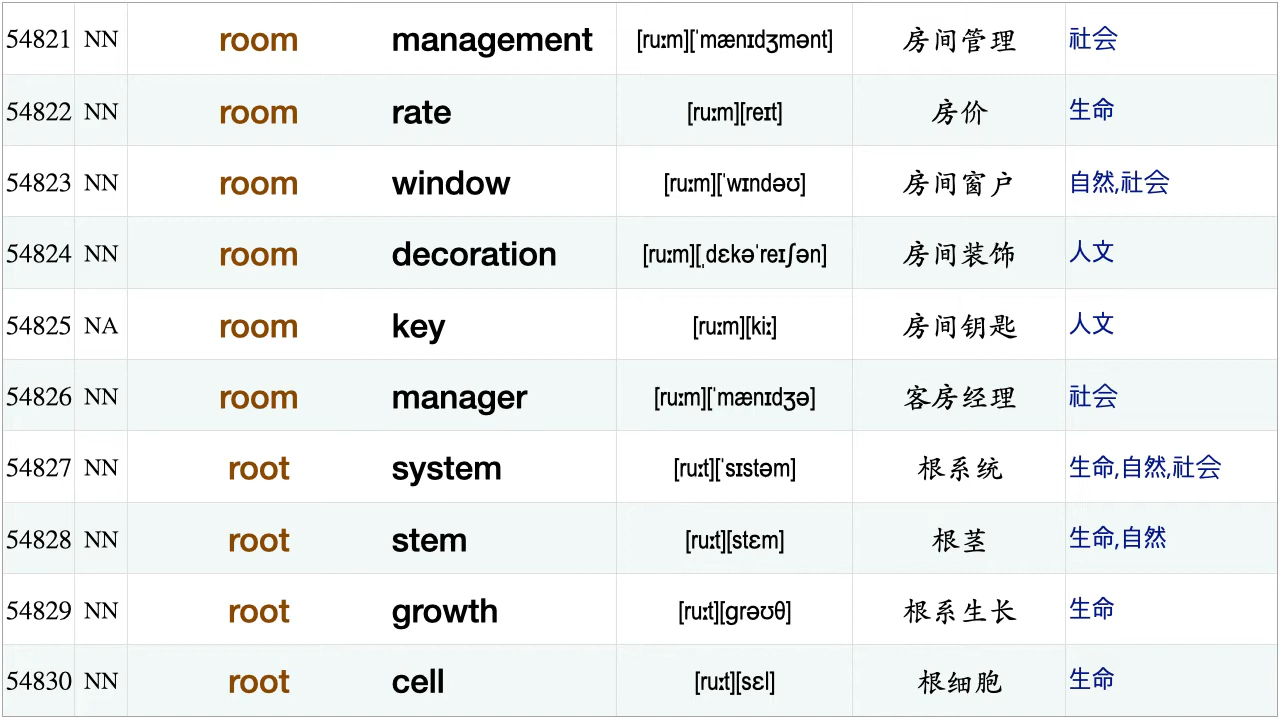 54821 NN room management [ruːm][ˈmænɪdʒmənt] 房间管理 社会
54822 NN room rate [ruːm][reɪt] 房价 生命
54823 NN room window [ruːm][ˈwɪndəʊ] 房间窗户 自然,社会
54824 NN room decoration [ruːm][ˌdɛkəˈreɪʃən] 房间装饰 人文
54825 NA room key [ruːm][kiː] 房间钥匙 人文
54826 NN room manager [ruːm][ˈmænɪdʒə] 客房经理 社会
54827 NN root system [ruːt][ˈsɪstəm] 根系统 生命,自然,社会
54828 NN root stem [ruːt][stɛm] 根茎 生命,自然
54829 NN root growth [ruːt][grəʊθ] 根系生长 生命
54830 NN root cell [ruːt][sɛl] 根细胞 生命